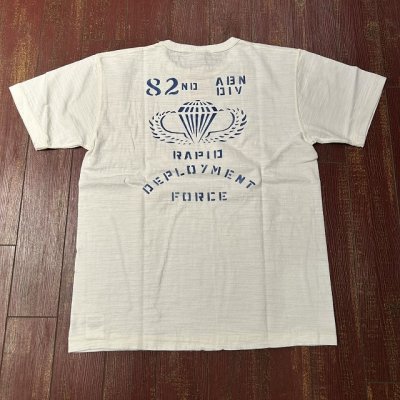 82ND ABN
DIV
RAPID
DEPLOYMENT
FORCE